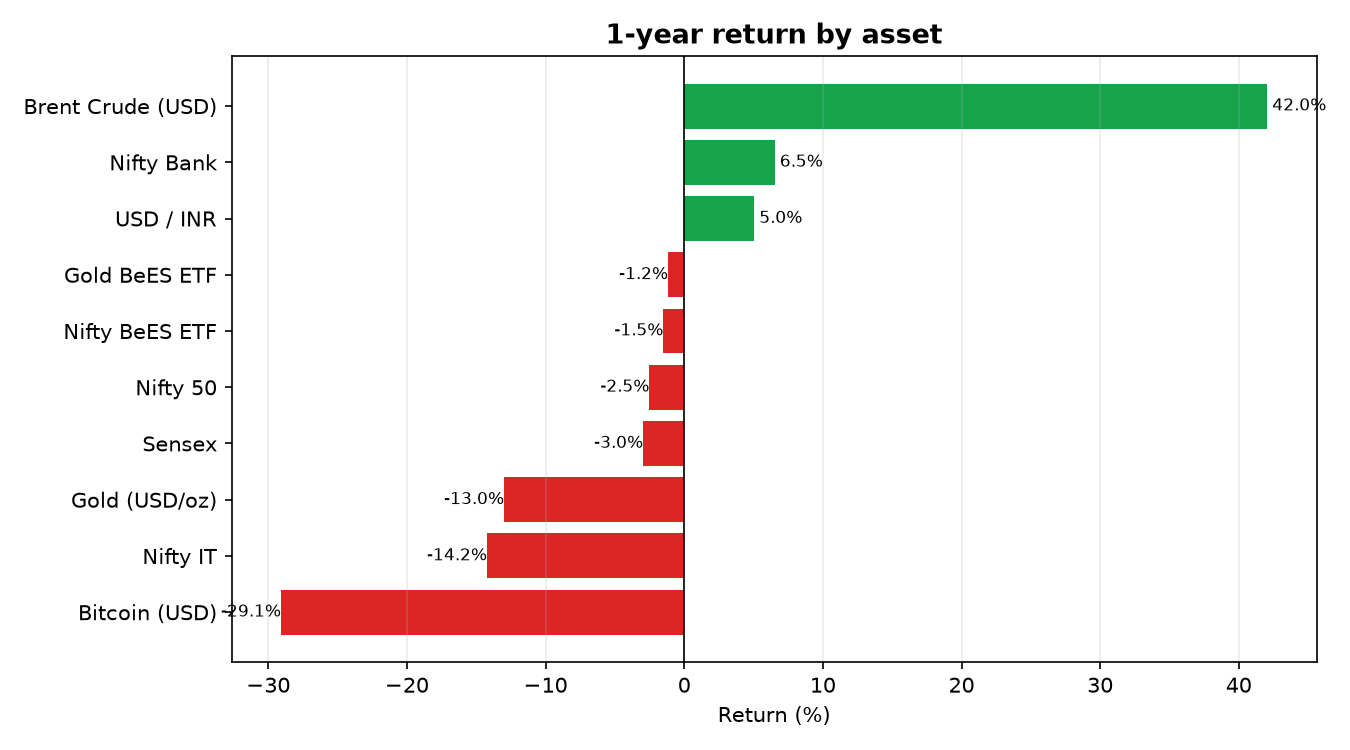 1-year return by asset
Brent Crude (USD) 42.0%
Nifty Bank 6.5%
USD / INR 5.0%
Gold BeES ETF -1.2%
Nifty BeES ETF -1.5%
Nifty 50 -2.5%
Sensex -3.0%
Gold (USD/oz) -13.0%
Nifty IT -14.2%
Bitcoin (USD) -29.1%
−30 −20 −10 0 10 20 30 40
Return (%)